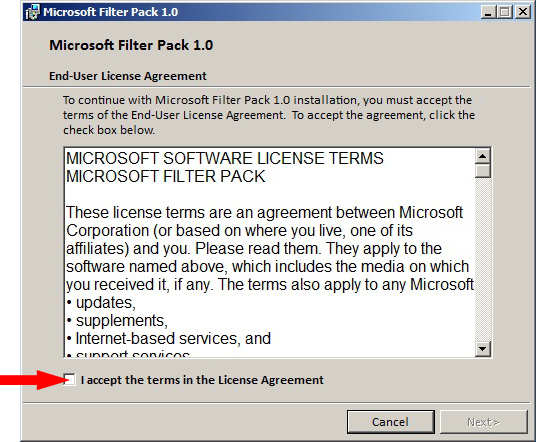 Microsoft Filter Pack 1.0
Microsoft Filter Pack 1.0
End-User License Agreement
To continue with Microsoft Filter Pack 1.0 installation, you must accept the
terms of the End-User License Agreement. To accept the agreement, click the
check box below.
MICROSOFT SOFTWARE LICENSE TERMS
MICROSOFT FILTER PACK
These license terms are an agreement between Microsoft
Corporation (or based on where you live, one of its
affiliates) and you. Please read them. They apply to the
software named above, which includes the media on which
you received it, if any. The terms also apply to any Microsoft
• updates,
• supplements,
• Internet-based services, and
• support services
I accept the terms in the License Agreement
Cancel
Next >